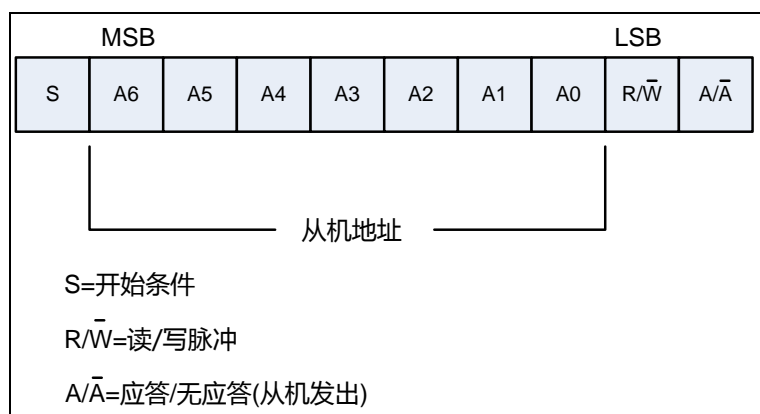 MSB LSB
S A6 A5 A4 A3 A2 A1 A0 R/W̅ A/A̅
从机地址
S=开始条件
R/W̅=读/写脉冲
A/A̅=应答/无应答(从机发出)